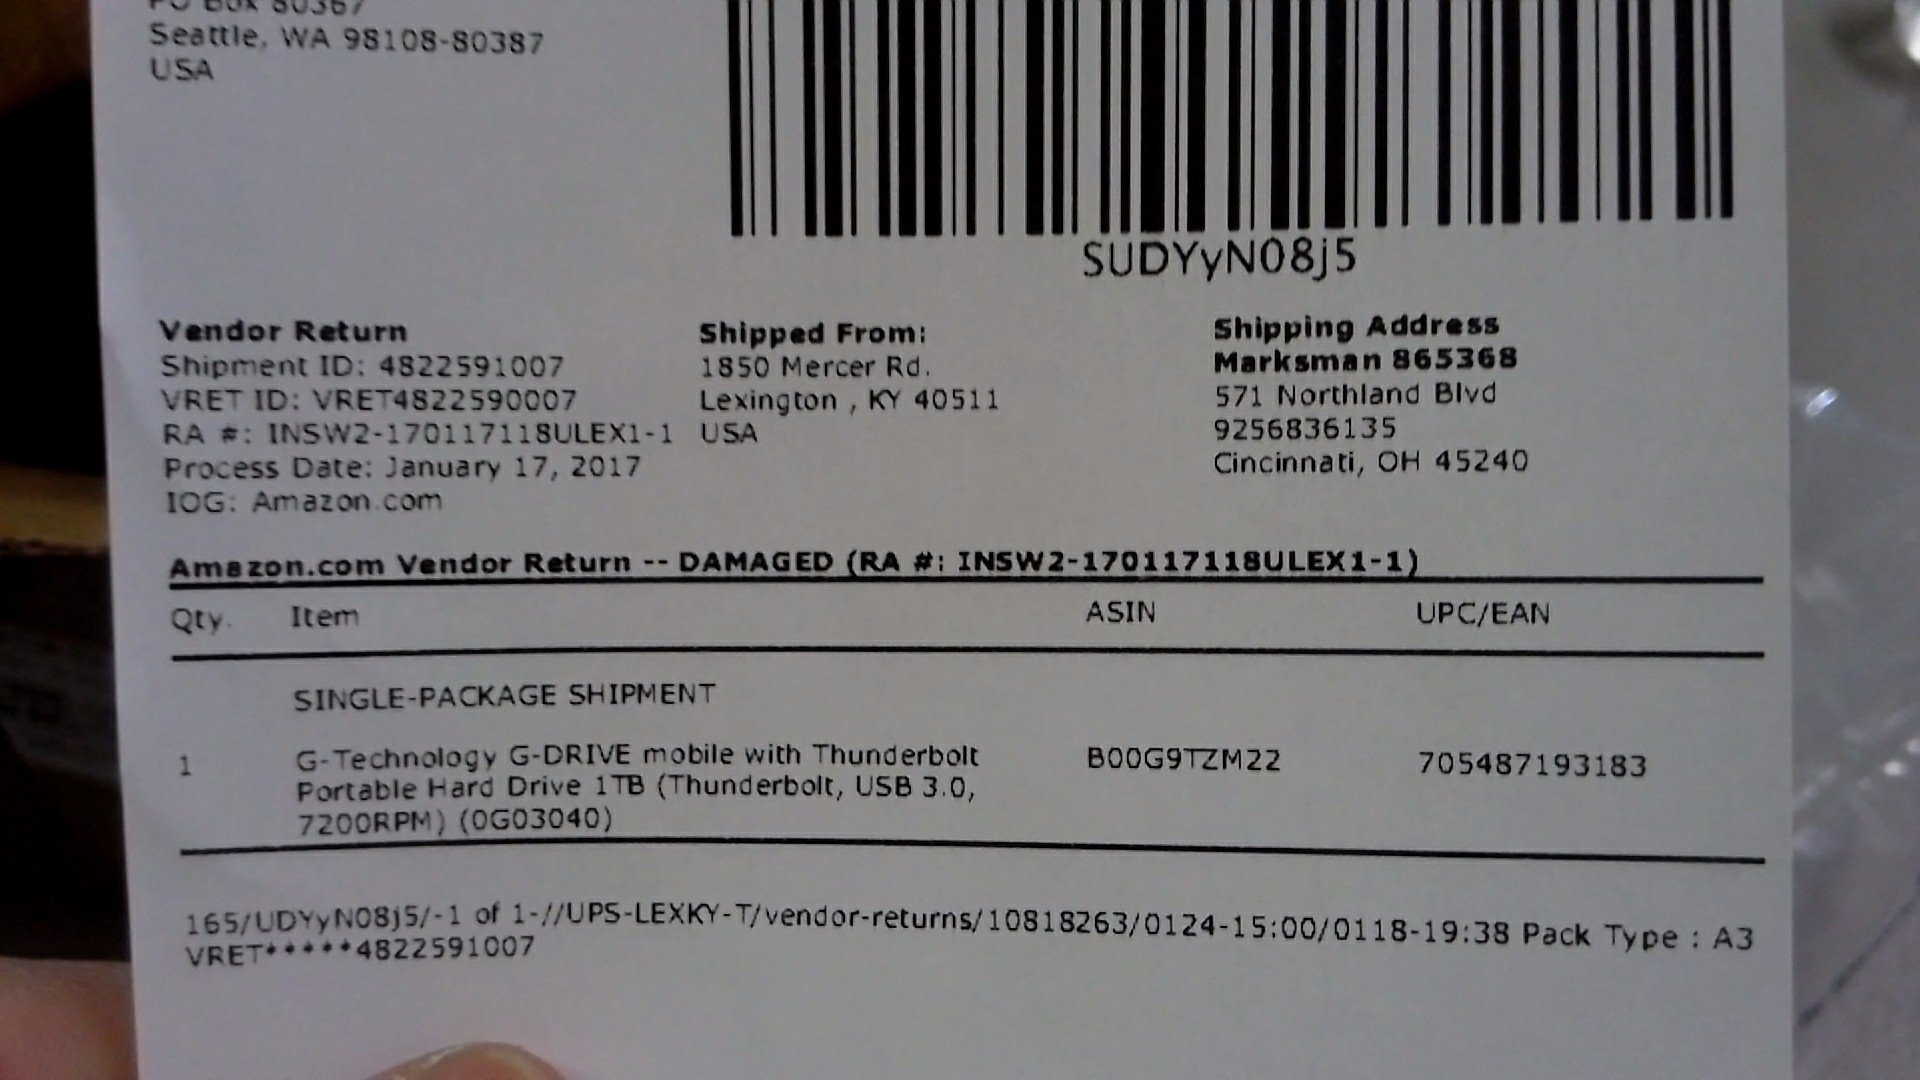 PO Box 80387
Seattle, WA 98108-80387
USA
SUDYyN08j5
Vendor Return
Shipment ID: 4822591007
VRET ID: VRET4822590007
RA #: INSW2-170117118ULEX1-1
Process Date: January 17, 2017
IOG: Amazon.com
Shipped From:
1850 Mercer Rd.
Lexington , KY 40511
USA
Shipping Address
Marksman 865368
571 Northland Blvd
9256836135
Cincinnati, OH 45240
Amazon.com Vendor Return -- DAMAGED (RA #: INSW2-170117118ULEX1-1)
Qty. Item ASIN UPC/EAN
SINGLE-PACKAGE SHIPMENT
1 G-Technology G-DRIVE mobile with Thunderbolt B00G9TZM22 705487193183
Portable Hard Drive 1TB (Thunderbolt, USB 3.0,
7200RPM) (0G03040)
165/UDYyN08j5/-1 of 1-//UPS-LEXKY-T/vendor-returns/10818263/0124-15:00/0118-19:38 Pack Type : A3
VRET*****4822591007